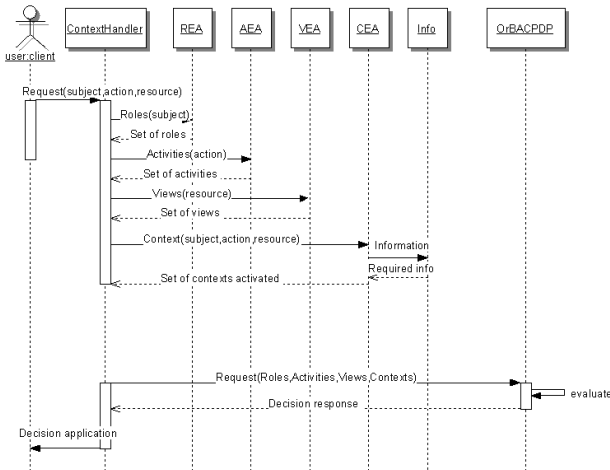 ContextHandler REA AEA VEA CEA Info OrBACPDP
user:client
Request(subject,action,resource)
Roles(subject)
Set of roles
Activities(action)
Set of activities
Views(resource)
Set of views
Context(subject,action,resource)
Information
Required info
Set of contexts activated
Request(Roles,Activities,Views,Contexts)
evaluate
Decision response
Decision application